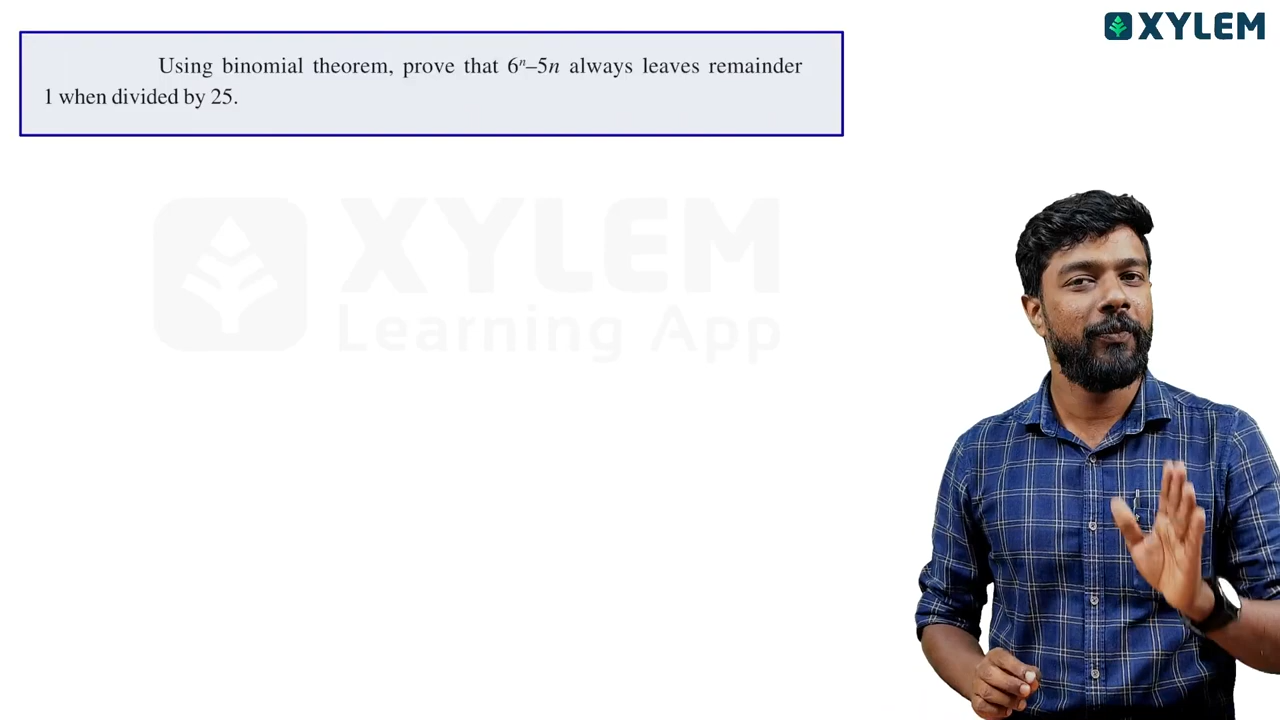 XYLEM
Using binomial theorem, prove that 6ⁿ–5n always leaves remainder
1 when divided by 25.
XYLEM
Learning App